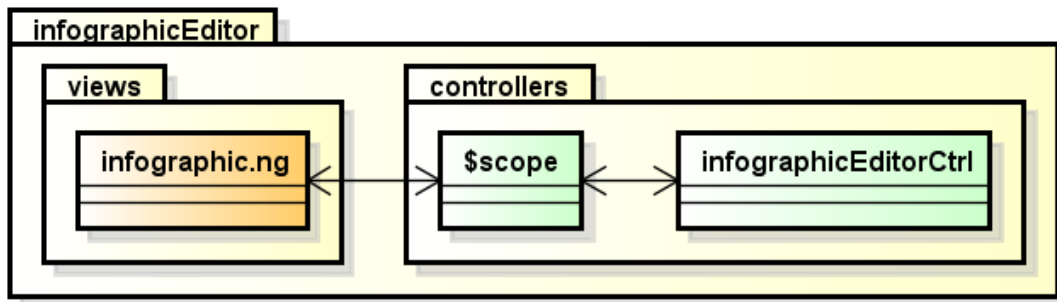 infographicEditor
views
controllers
infographic.ng
$scope
infographicEditorCtrl